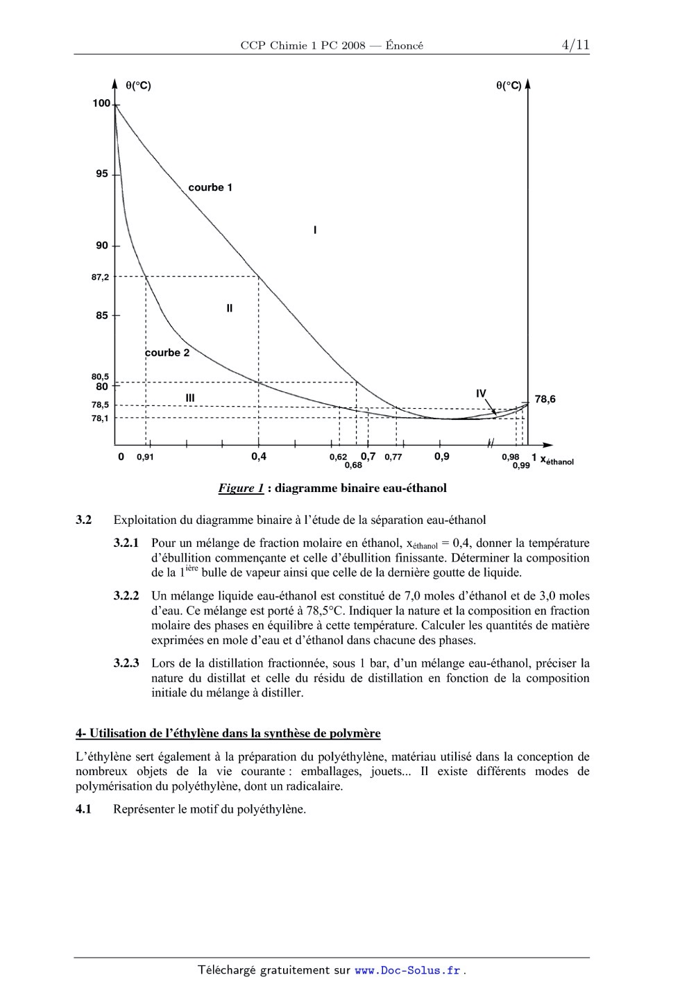 CCP Chimie 1 PC 2008 — Énoncé 4/11
θ(°C) θ(°C)
100
95
courbe 1
I
90
87,2
II
85
courbe 2
80,5
80
III
IV
78,6
78,5
78,1
0 0,91 0,4 0,62 0,7 0,77 0,9 0,98 1 xéthanol
0,68 0,99
Figure 1 : diagramme binaire eau-éthanol
3.2 Exploitation du diagramme binaire à l'étude de la séparation eau-éthanol
3.2.1 Pour un mélange de fraction molaire en éthanol, xéthanol = 0,4, donner la température
d'ébullition commençante et celle d'ébullition finissante. Déterminer la composition
de la 1ière bulle de vapeur ainsi que celle de la dernière goutte de liquide.
3.2.2 Un mélange liquide eau-éthanol est constitué de 7,0 moles d'éthanol et de 3,0 moles
d'eau. Ce mélange est porté à 78,5°C. Indiquer la nature et la composition en fraction
molaire des phases en équilibre à cette température. Calculer les quantités de matière
exprimées en mole d'eau et d'éthanol dans chacune des phases.
3.2.3 Lors de la distillation fractionnée, sous 1 bar, d'un mélange eau-éthanol, préciser la
nature du distillat et celle du résidu de distillation en fonction de la composition
initiale du mélange à distiller.
4- Utilisation de l'éthylène dans la synthèse de polymère
L'éthylène sert également à la préparation du polyéthylène, matériau utilisé dans la conception de
nombreux objets de la vie courante : emballages, jouets... Il existe différents modes de
polymérisation du polyéthylène, dont un radicalaire.
4.1 Représenter le motif du polyéthylène.
Téléchargé gratuitement sur www.Doc-Solus.fr .